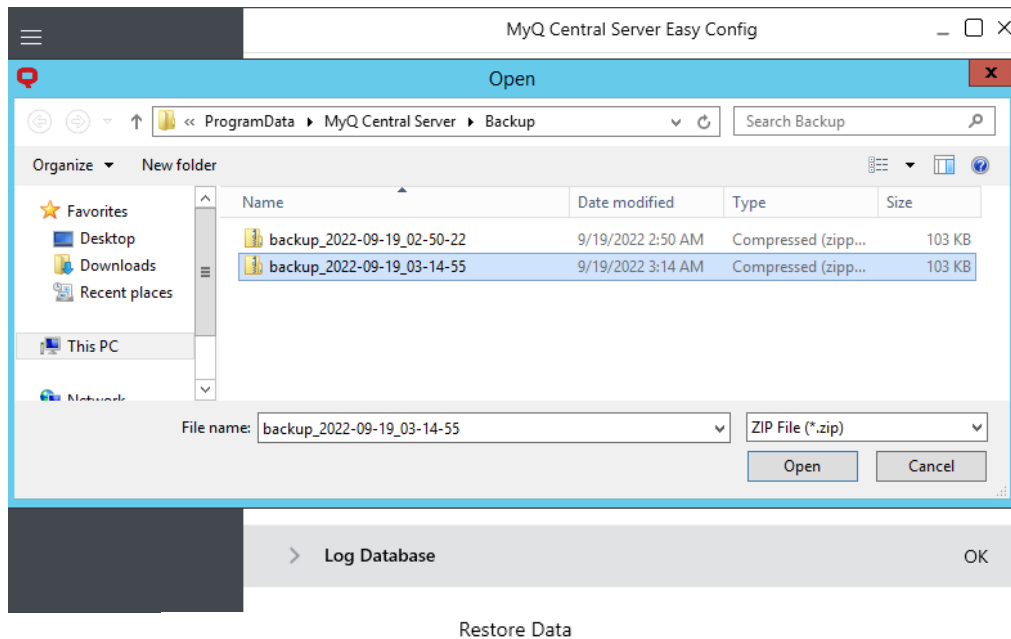 MyQ Central Server Easy Config
Open
« ProgramData MyQ Central Server Backup
Search Backup
Organize New folder
Name Date modified Type Size
Favorites
Desktop
Downloads
Recent places
This PC
Network
backup_2022-09-19_02-50-22 9/19/2022 2:50 AM Compressed (zipp... 103 KB
backup_2022-09-19_03-14-55 9/19/2022 3:14 AM Compressed (zipp... 103 KB
File name: backup_2022-09-19_03-14-55 ZIP File (*.zip)
Open Cancel
Log Database OK
Restore Data